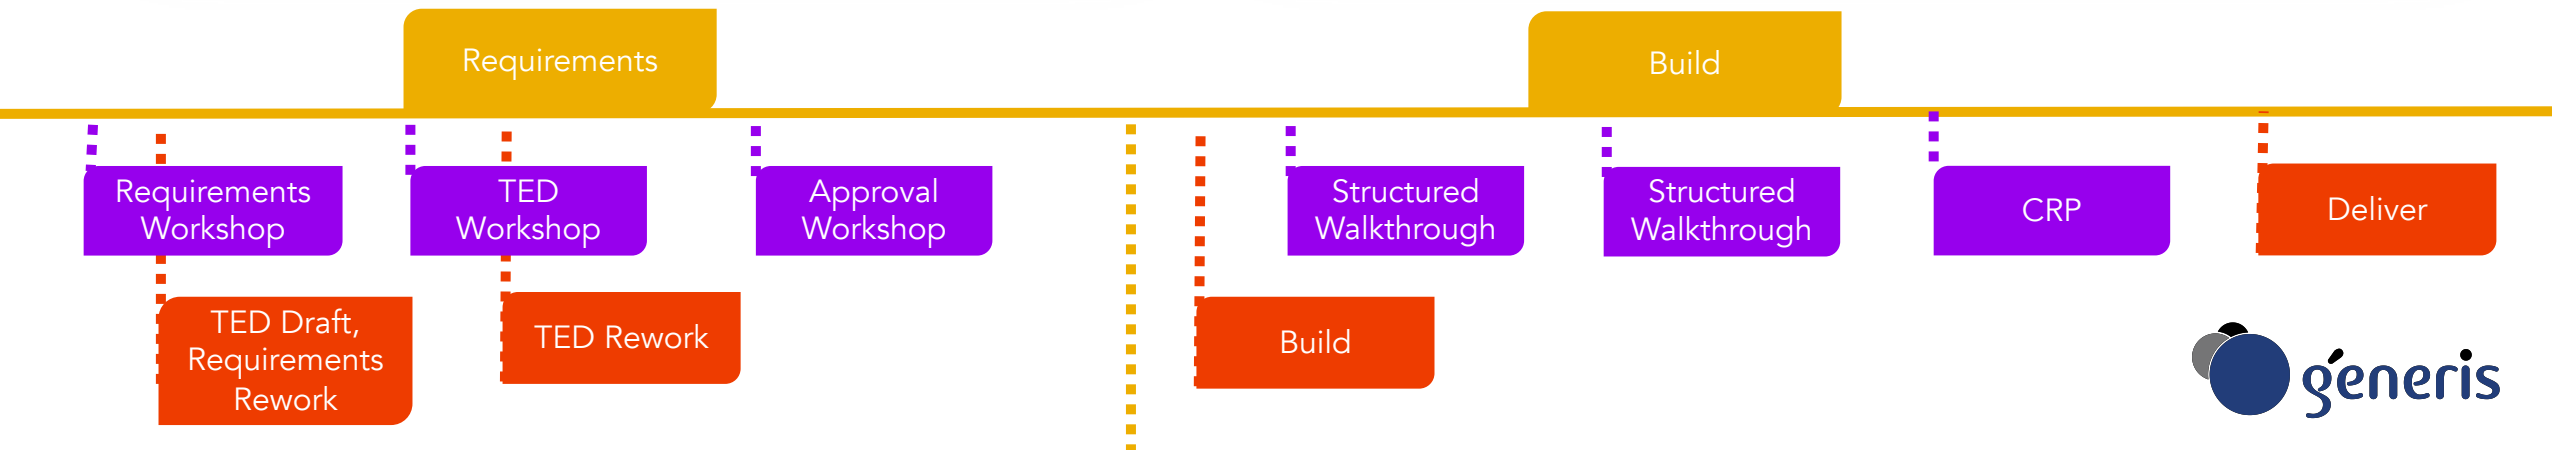 Requirements
Build
Requirements
Workshop
TED
Workshop
Approval
Workshop
Structured
Walkthrough
Structured
Walkthrough
CRP
Deliver
TED Draft,
Requirements
Rework
TED Rework
Build
géneris